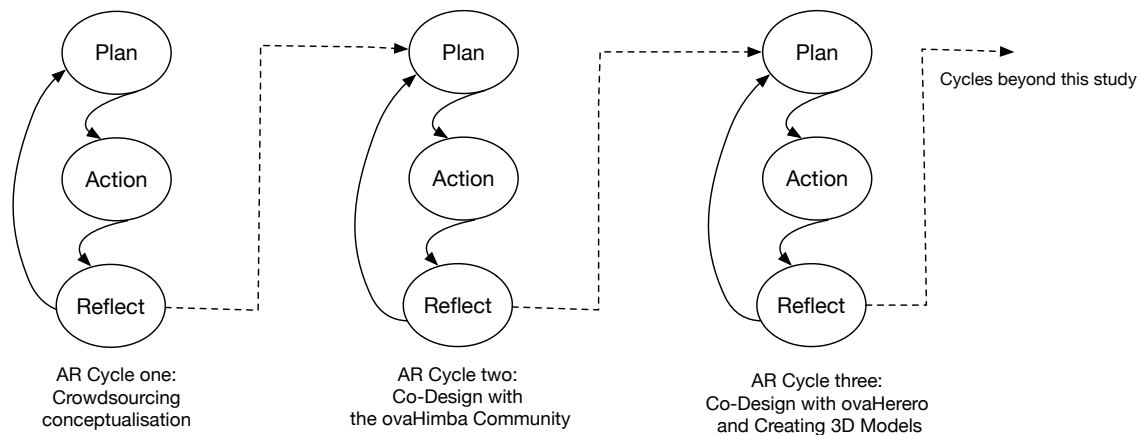 Plan
Action
Reflect
AR Cycle one:
Crowdsourcing
conceptualisation
Plan
Action
Reflect
AR Cycle two:
Co-Design with
the ovaHimba Community
Plan
Action
Reflect
AR Cycle three:
Co-Design with ovaHerero
and Creating 3D Models
Cycles beyond this study